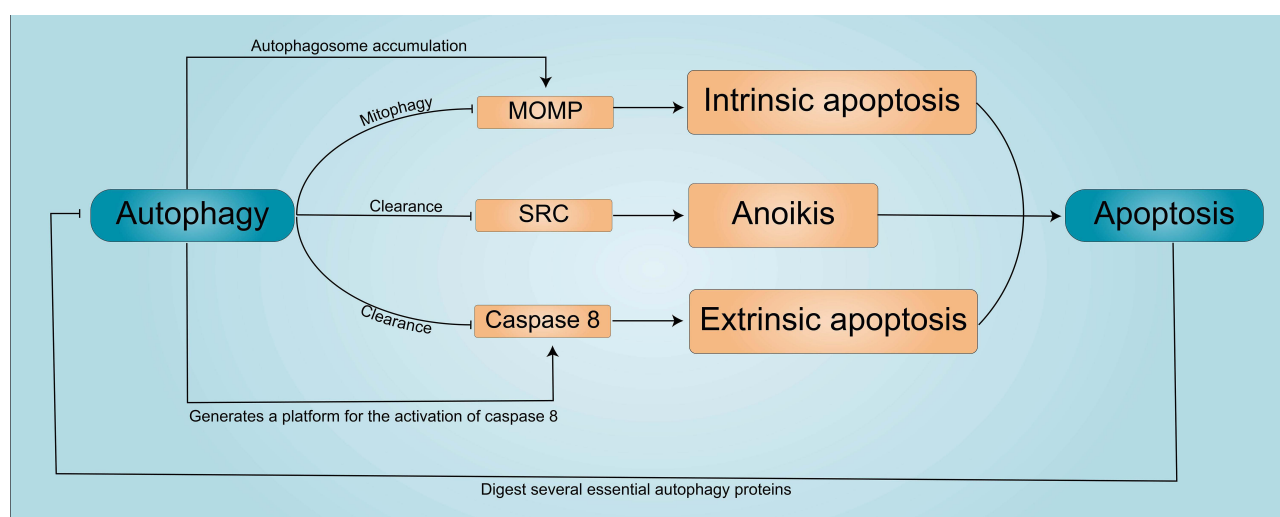 Autophagosome accumulation
Mitophagy
MOMP
Intrinsic apoptosis
Autophagy
Clearance
SRC
Anoikis
Apoptosis
Clearance
Caspase 8
Extrinsic apoptosis
Generates a platform for the activation of caspase 8
Digest several essential autophagy proteins